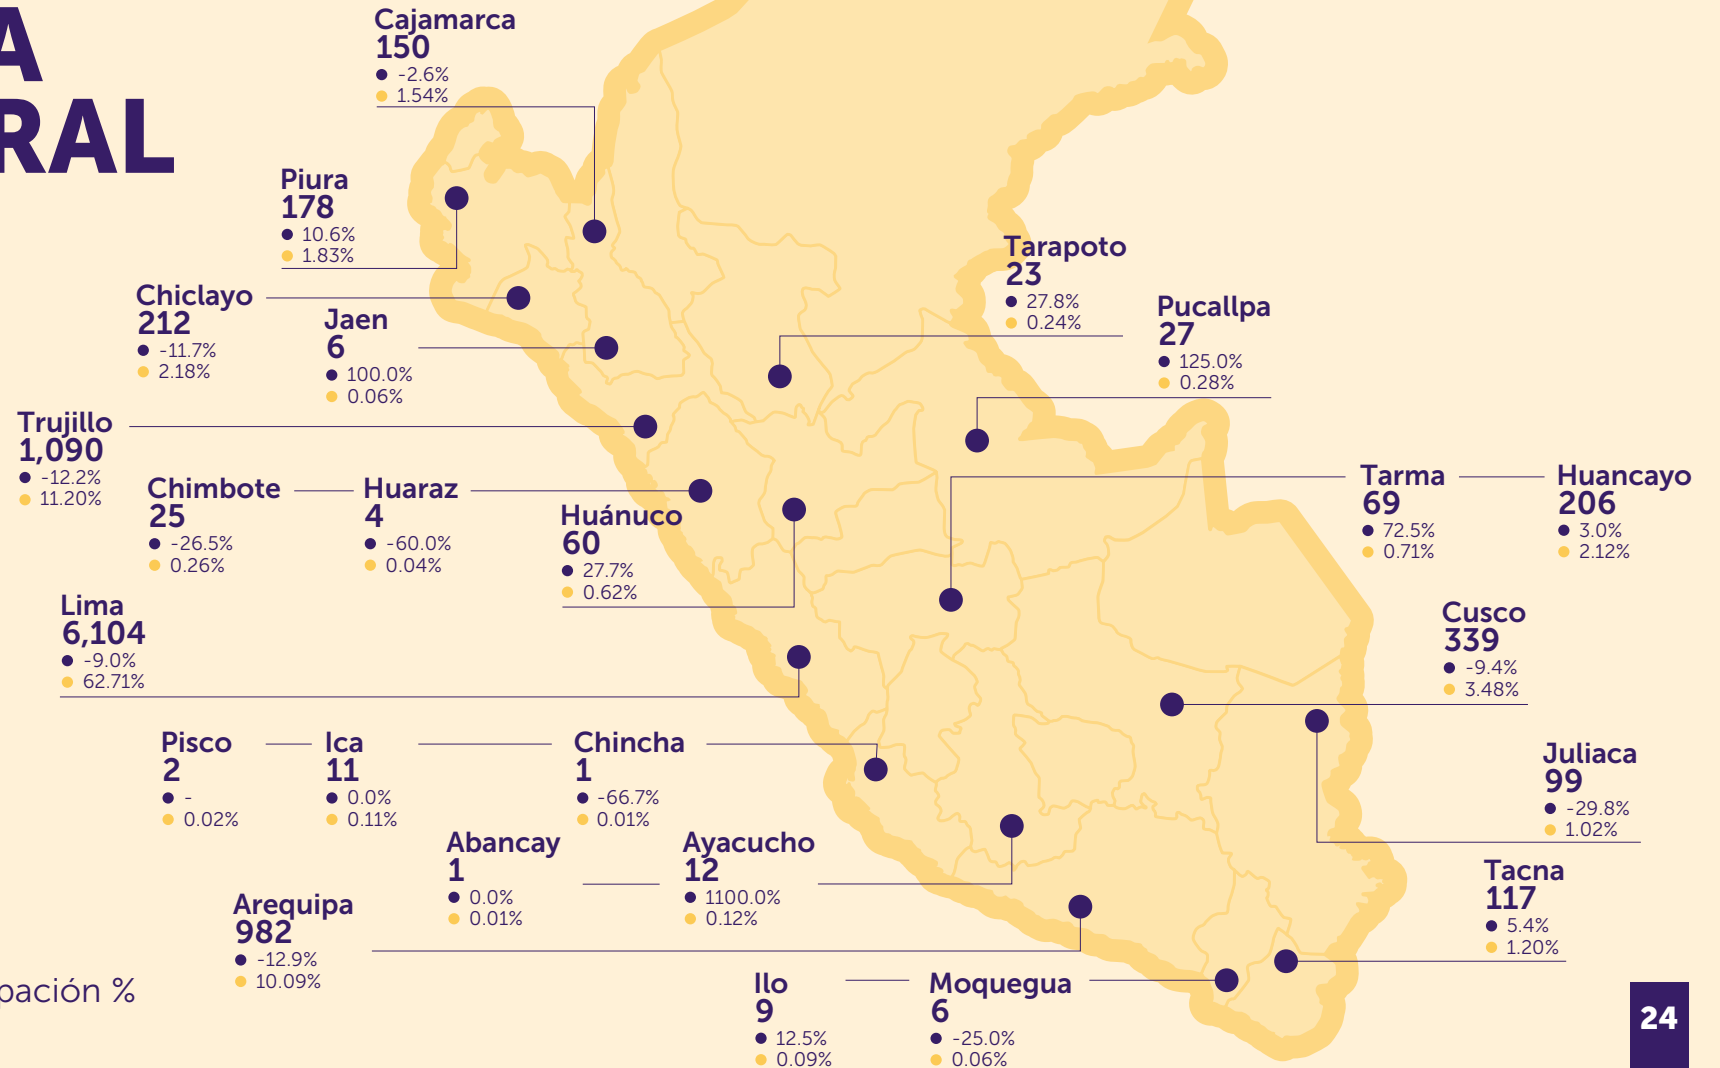 A
RAL
Cajamarca
150
-2.6%
1.54%
Piura
178
10.6%
1.83%
Chiclayo
212
-11.7%
2.18%
Jaen
6
100.0%
0.06%
Tarapoto
23
27.8%
0.24%
Pucallpa
27
125.0%
0.28%
Trujillo
1,090
-12.2%
11.20%
Chimbote
25
-26.5%
0.26%
Huaraz
4
-60.0%
0.04%
Huánuco
60
27.7%
0.62%
Tarma
69
72.5%
0.71%
Huancayo
206
3.0%
2.12%
Lima
6,104
-9.0%
62.71%
Cusco
339
-9.4%
3.48%
Pisco
2
-
0.02%
Ica
11
0.0%
0.11%
Chincha
1
-66.7%
0.01%
Juliaca
99
-29.8%
1.02%
Abancay
1
0.0%
0.01%
Ayacucho
12
1100.0%
0.12%
Arequipa
982
-12.9%
10.09%
Tacna
117
5.4%
1.20%
Ilo
9
12.5%
0.09%
Moquegua
6
-25.0%
0.06%
pación %
24